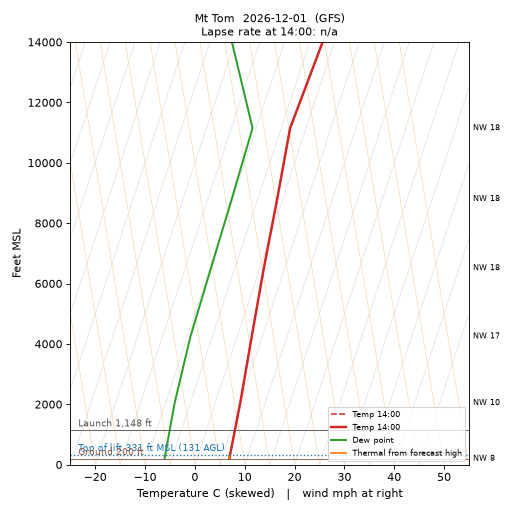 Mt Tom  2026-12-01  (GFS)
Lapse rate at 14:00: n/a
14000
12000
10000
8000
6000
4000
2000
0
Feet MSL
NW 18
NW 18
NW 18
NW 17
NW 10
NW 8
Launch 1,148 ft
Top of lift 331 ft MSL (131 AGL)
Ground 200 ft
Temp 14:00
Temp 14:00
Dew point
Thermal from forecast high
−20
−10
0
10
20
30
40
50
Temperature C (skewed)   |   wind mph at right